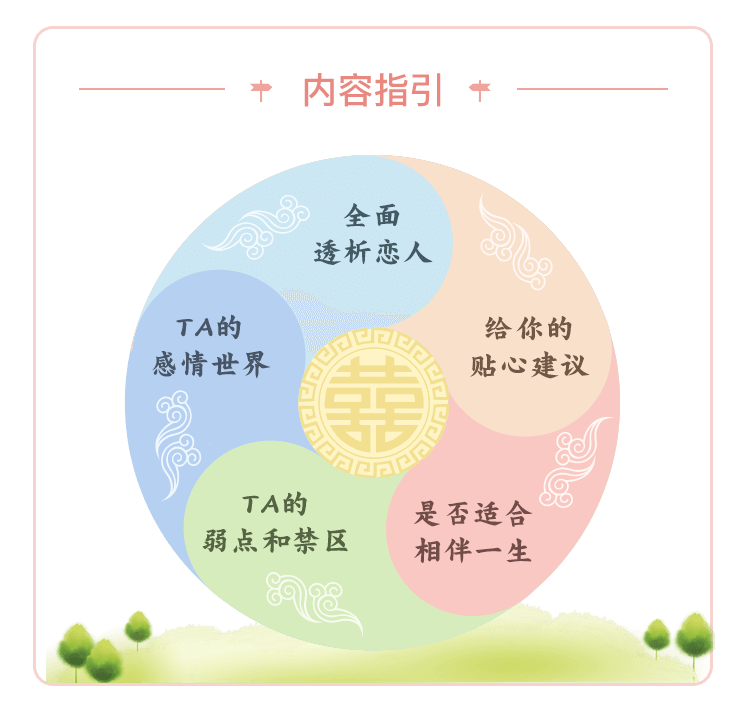 内容指引
全面
透析恋人
给你的
贴心建议
是否适合
相伴一生
TA的
弱点和禁区
TA的
感情世界
囍